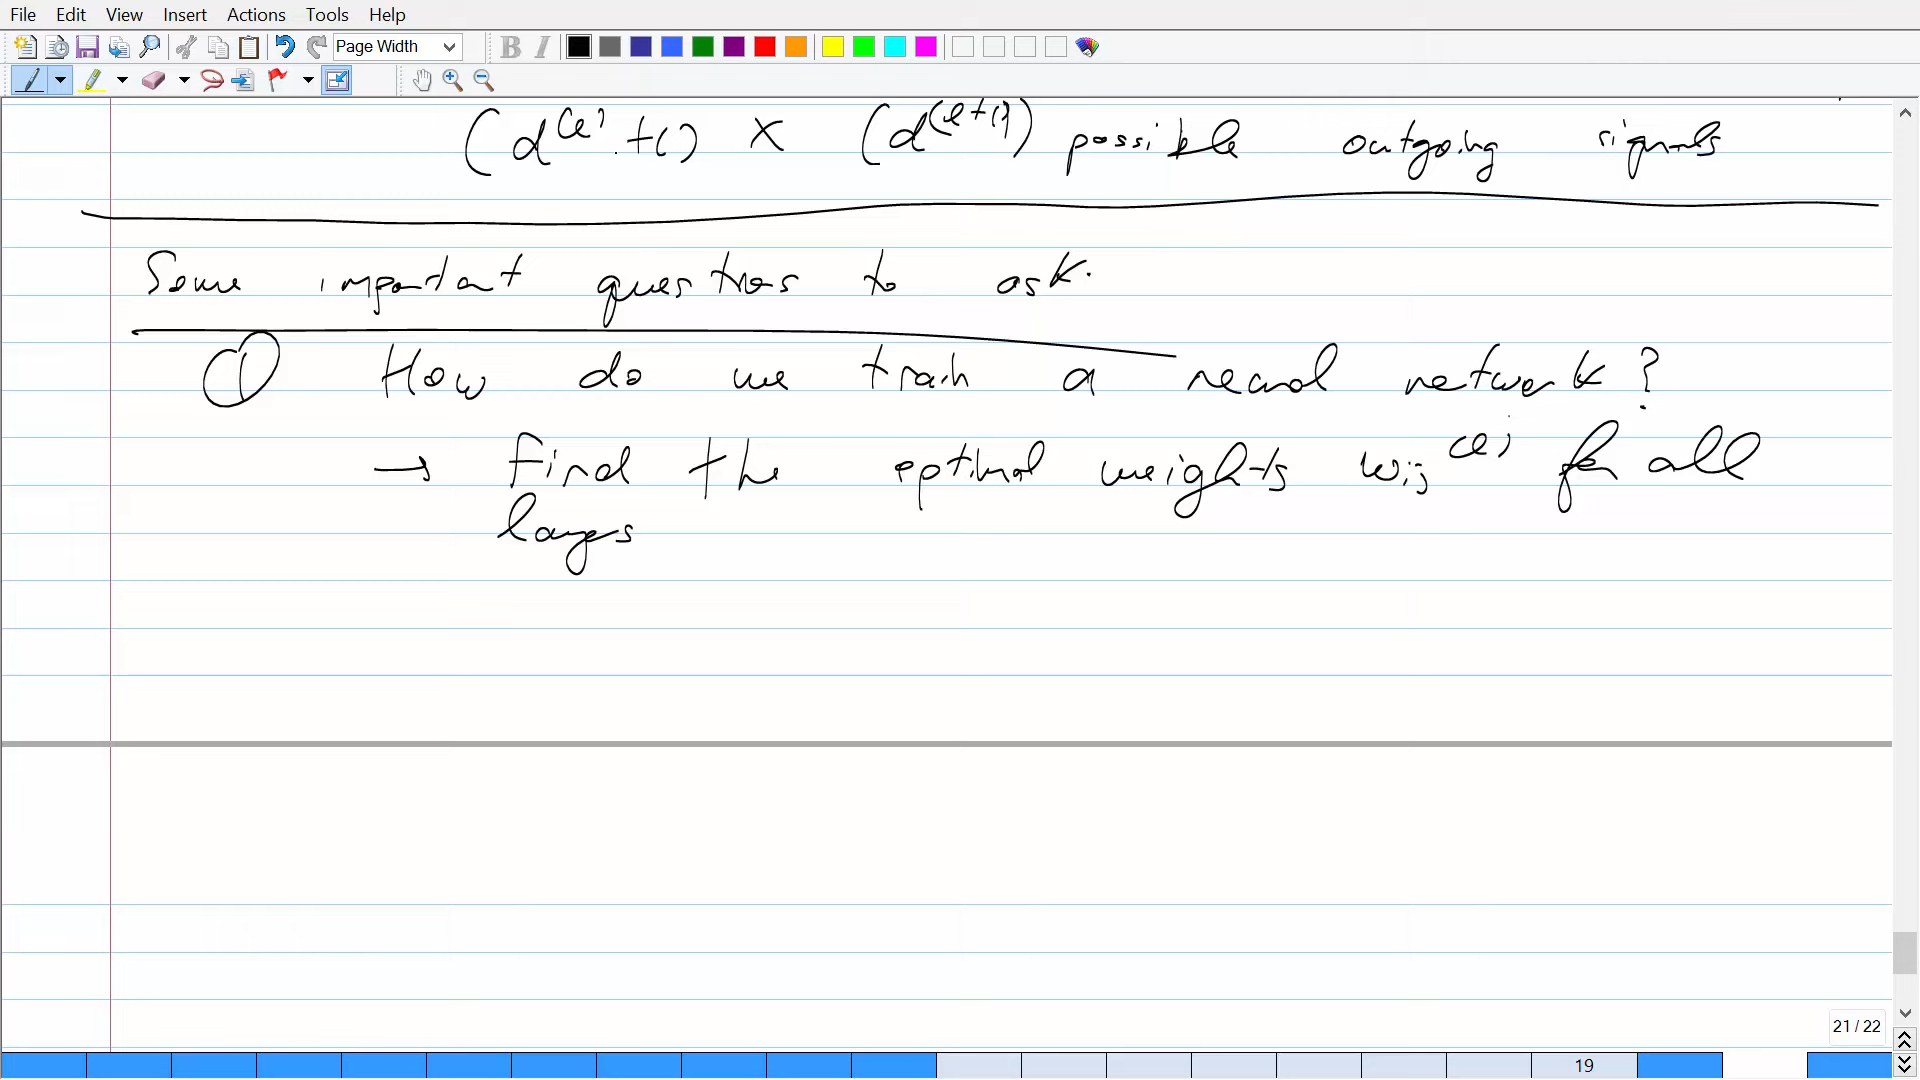 File Edit View Insert Actions Tools Help
Page Width
B I
(d^(l) + 1) X (d^(l+1)) possible outgoing signals
Some important questions to ask.
① How do we train a neural network?
→ Find the optimal weights wij^(l) for all
layers
21 / 22
19